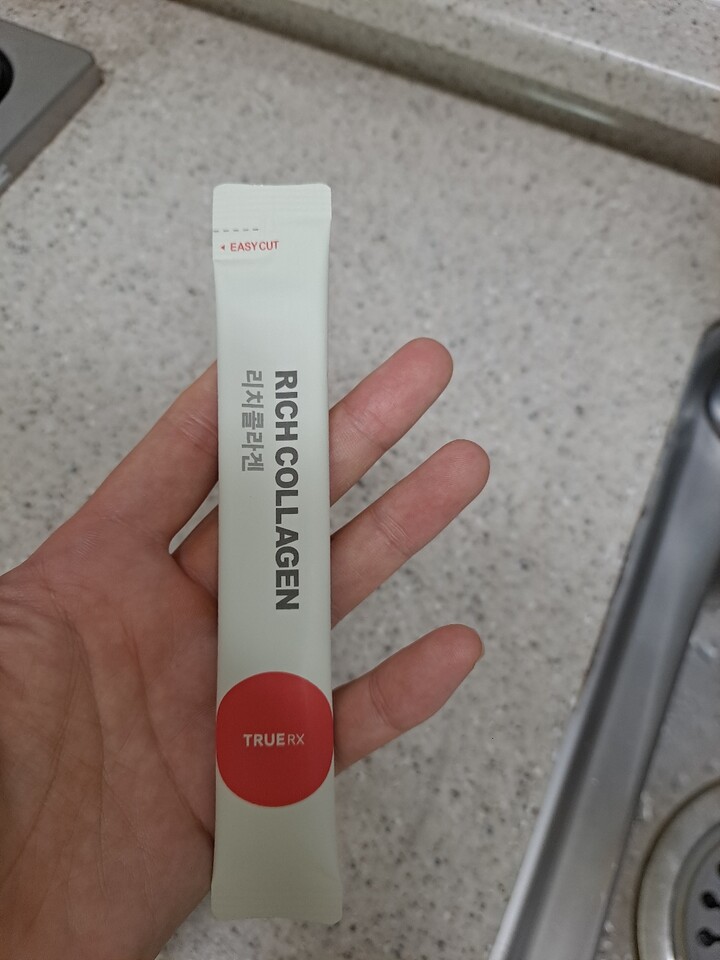 EASY CUT
RICH COLLAGEN
리치콜라겐
TRUERX